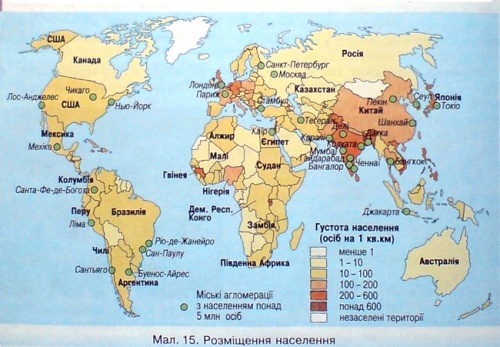 США
Канада
Чикаго
Лос-Анджелес
США
Нью-Йорк
Мексика
Мехіко
Колумбія
Санта-Фе-де-Богота
Перу
Ліма
Бразилія
Чилі
Ріо-де-Жанейро
Сан-Паулу
Сантьяго
Буенос-Айрес
Аргентина
Росія
Санкт-Петербург
Москва
Лондон
Париж
Казахстан
Стамбул
Пекін
Сеул
Японія
Токіо
Китай
Тегеран
Шанхай
Каїр
Алжир
Єгипет
Делі
Карачі
Дакка
Колката
Мумбаї
Гайдарабад
Бангалор
Ченнаї
Бангкок
Малі
Судан
Гвінея
Нігерія
Дем. Респ.
Конго
Джакарта
Замбія
Південна Африка
Австралія
Густота населення
(осіб на 1 кв.км)
менше 1
1 – 10
10 – 100
100 – 200
200 – 600
понад 600
незаселені території
Міські агломерації
з населенням понад
5 млн осіб
Мал. 15. Розміщення населення